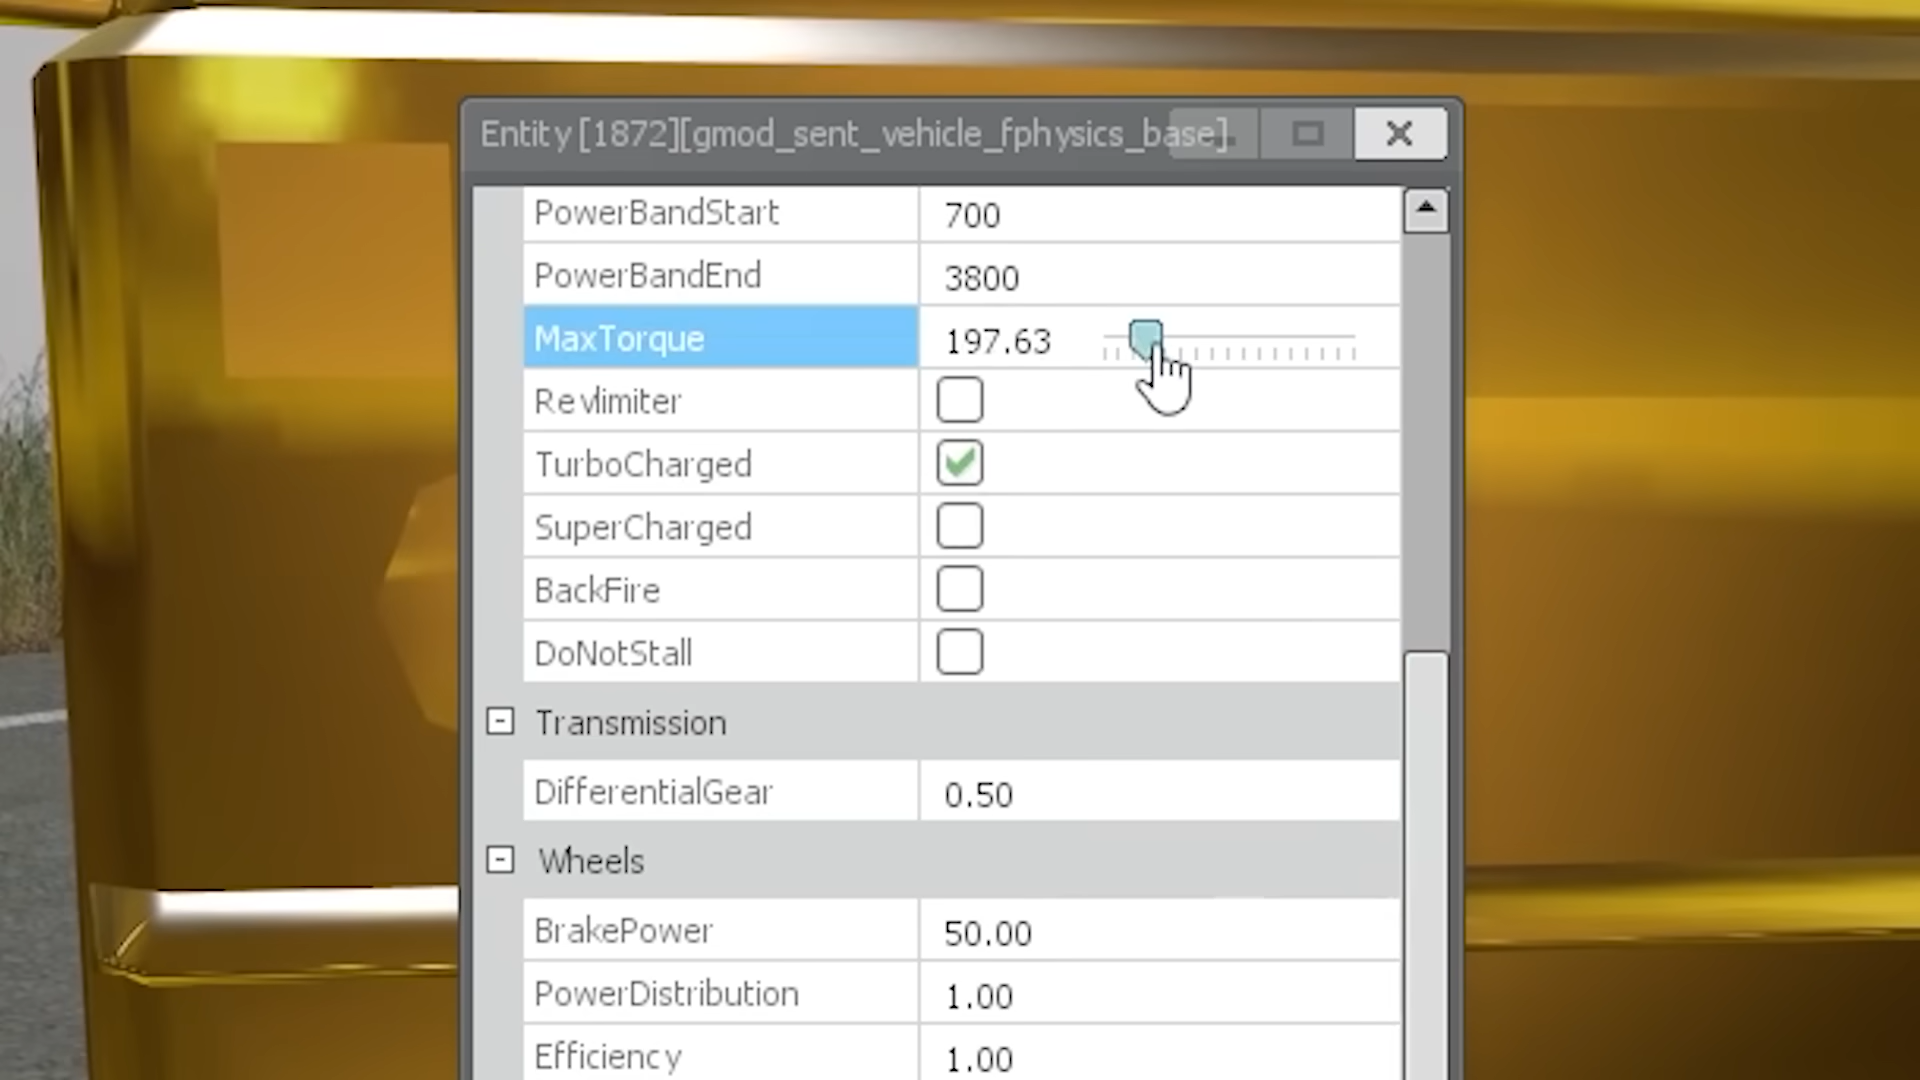 Entity [1872][gmod_sent_vehicle_fphysics_base]
PowerBandStart 700
PowerBandEnd 3800
MaxTorque 197.63
Revlimiter
TurboCharged
SuperCharged
BackFire
DoNotStall
Transmission
DifferentialGear 0.50
Wheels
BrakePower 50.00
PowerDistribution 1.00
Efficiency 1.00